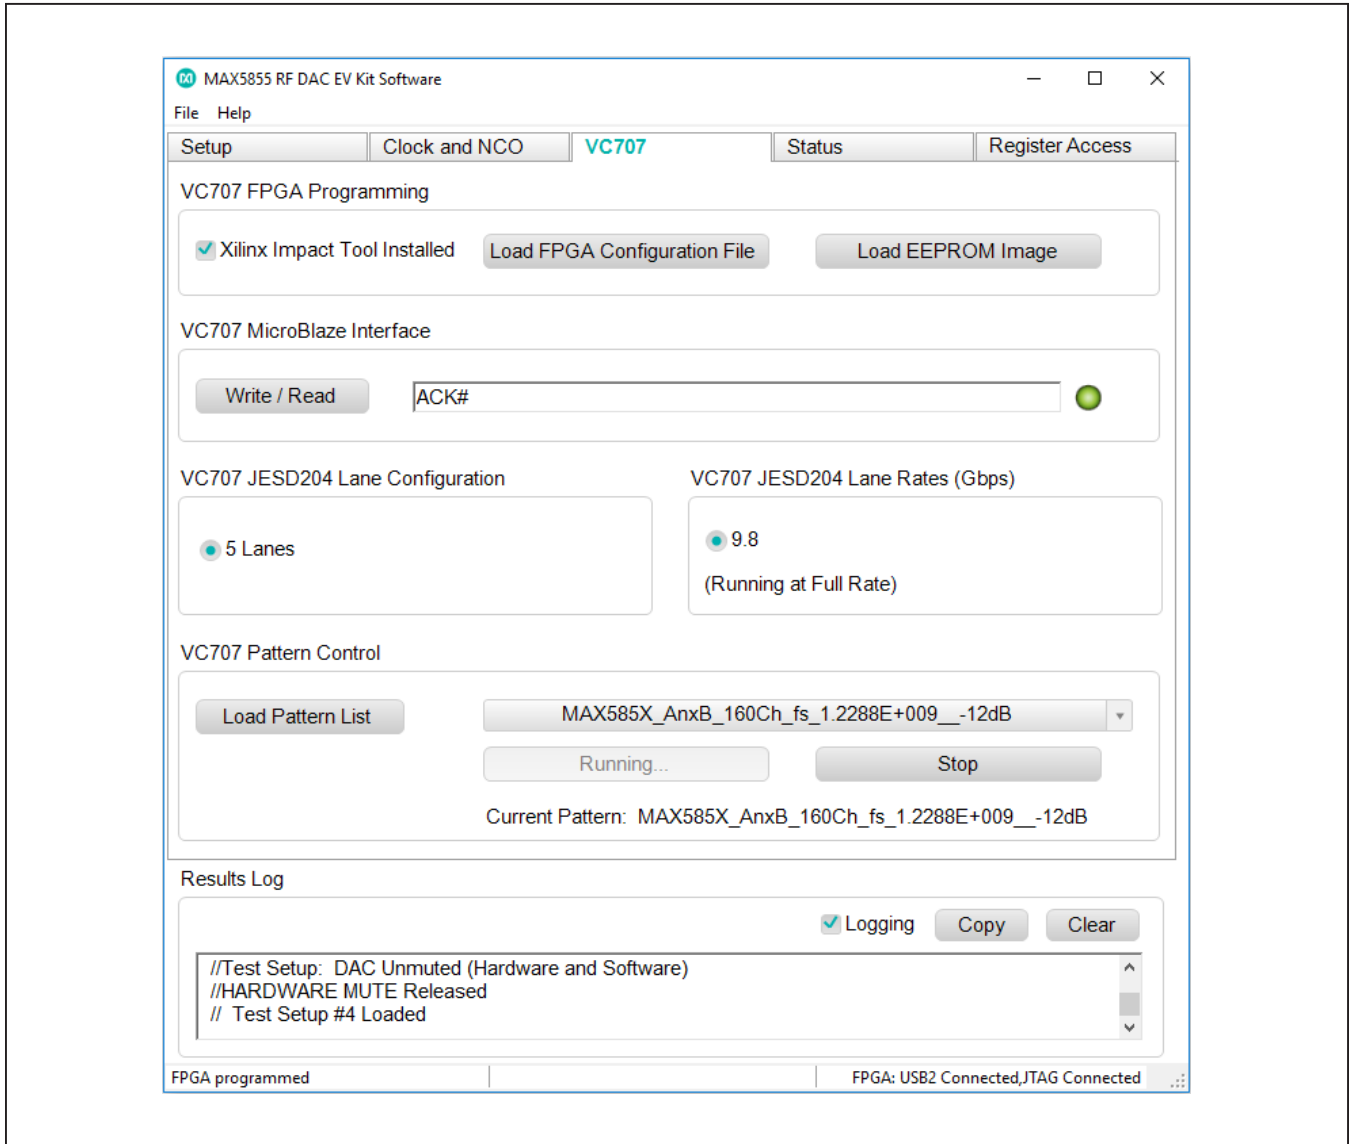 MAX5855 RF DAC EV Kit Software
File Help
Setup Clock and NCO VC707 Status Register Access
VC707 FPGA Programming
Xilinx Impact Tool Installed Load FPGA Configuration File Load EEPROM Image
VC707 MicroBlaze Interface
Write / Read ACK#
VC707 JESD204 Lane Configuration VC707 JESD204 Lane Rates (Gbps)
5 Lanes 9.8
(Running at Full Rate)
VC707 Pattern Control
Load Pattern List MAX585X_AnxB_160Ch_fs_1.2288E+009__-12dB
Running... Stop
Current Pattern: MAX585X_AnxB_160Ch_fs_1.2288E+009__-12dB
Results Log
Logging Copy Clear
//Test Setup: DAC Unmuted (Hardware and Software)
//HARDWARE MUTE Released
// Test Setup #4 Loaded
FPGA programmed FPGA: USB2 Connected,JTAG Connected